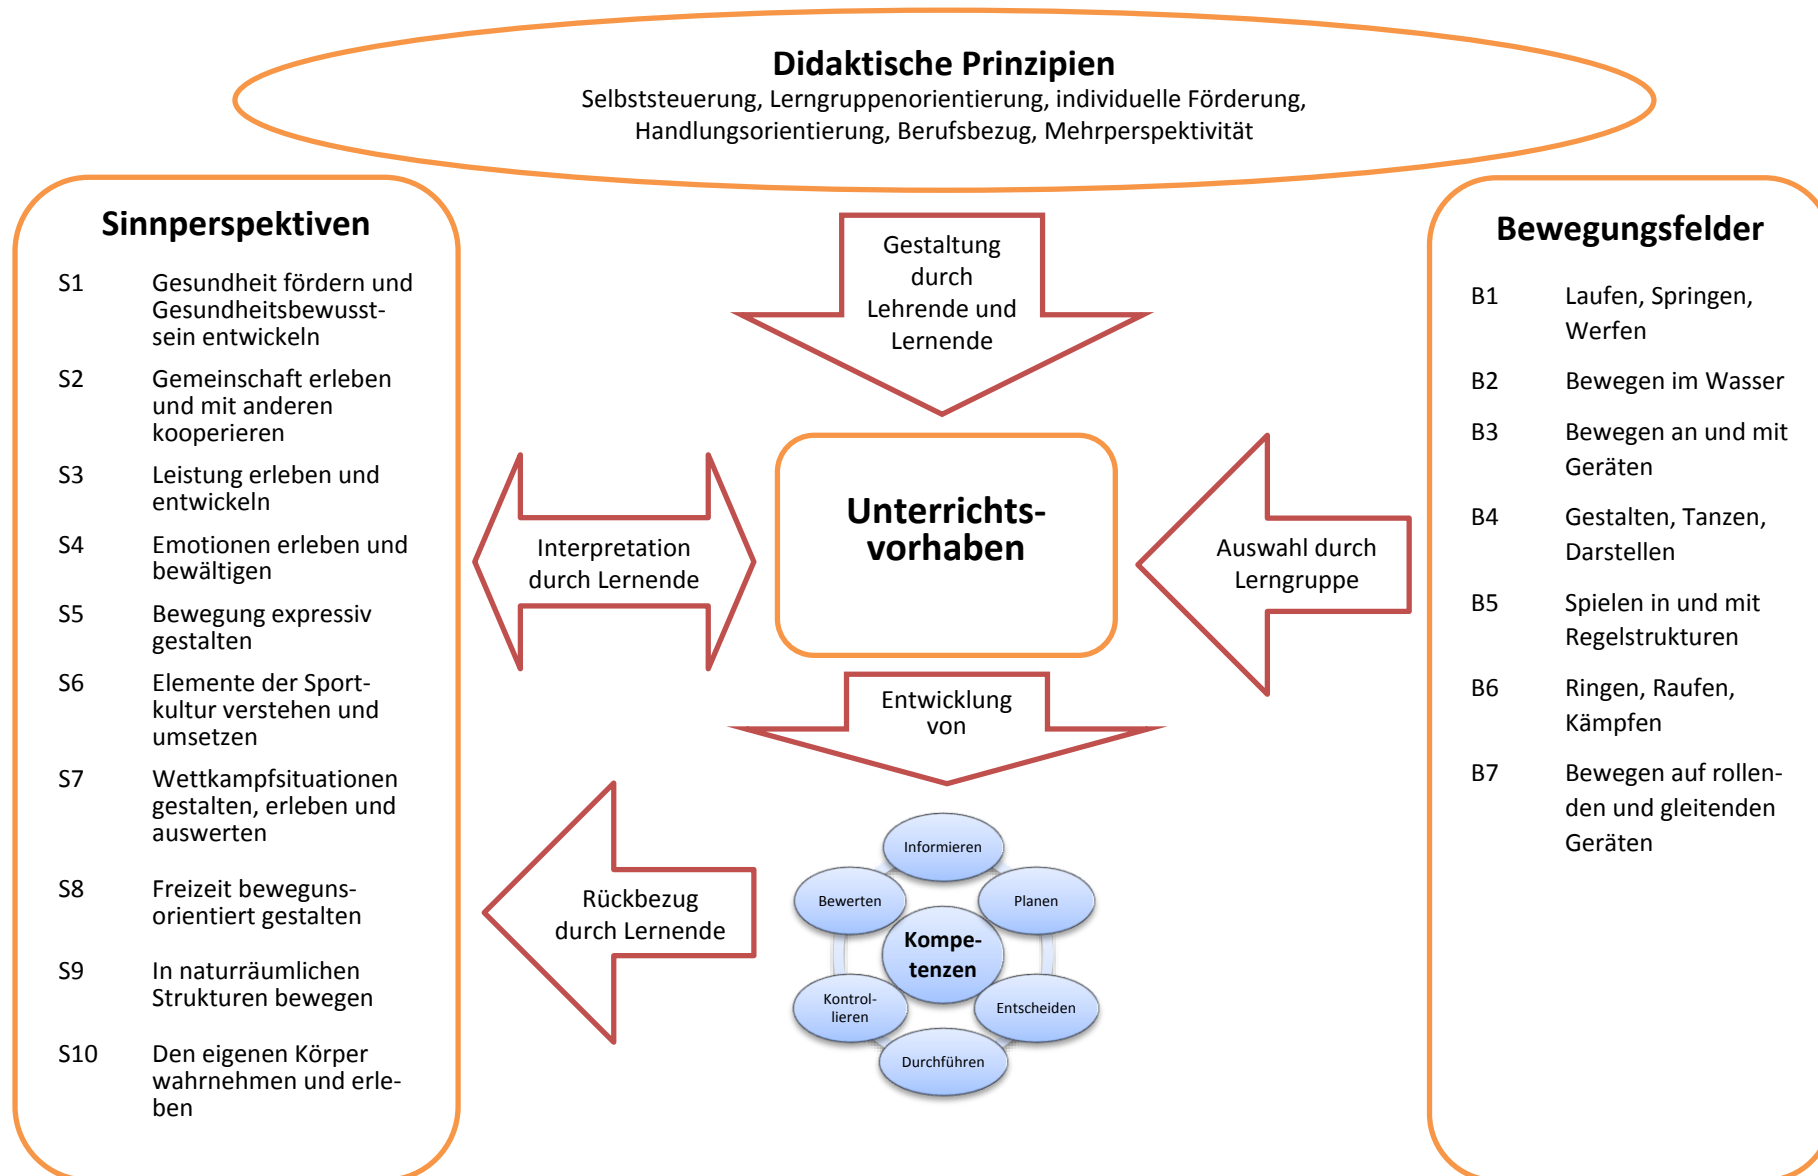 Didaktische Prinzipien
Selbststeuerung, Lerngruppenorientierung, individuelle Förderung,
Handlungsorientierung, Berufsbezug, Mehrperspektivität
Sinnperspektiven
S1 Gesundheit fördern und
Gesundheitsbewusst-
sein entwickeln
S2 Gemeinschaft erleben
und mit anderen
kooperieren
S3 Leistung erleben und
entwickeln
S4 Emotionen erleben und
bewältigen
S5 Bewegung expressiv
gestalten
S6 Elemente der Sport-
kultur verstehen und
umsetzen
S7 Wettkampfsituationen
gestalten, erleben und
auswerten
S8 Freizeit beweguns-
orientiert gestalten
S9 In naturräumlichen
Strukturen bewegen
S10 Den eigenen Körper
wahrnehmen und erle-
ben
Gestaltung
durch
Lehrende und
Lernende
Interpretation
durch Lernende
Unterrichts-
vorhaben
Auswahl durch
Lerngruppe
Entwicklung
von
Rückbezug
durch Lernende
Informieren
Bewerten
Planen
Kompe-
tenzen
Kontrol-
lieren
Entscheiden
Durchführen
Bewegungsfelder
B1 Laufen, Springen,
Werfen
B2 Bewegen im Wasser
B3 Bewegen an und mit
Geräten
B4 Gestalten, Tanzen,
Darstellen
B5 Spielen in und mit
Regelstrukturen
B6 Ringen, Raufen,
Kämpfen
B7 Bewegen auf rollen-
den und gleitenden
Geräten